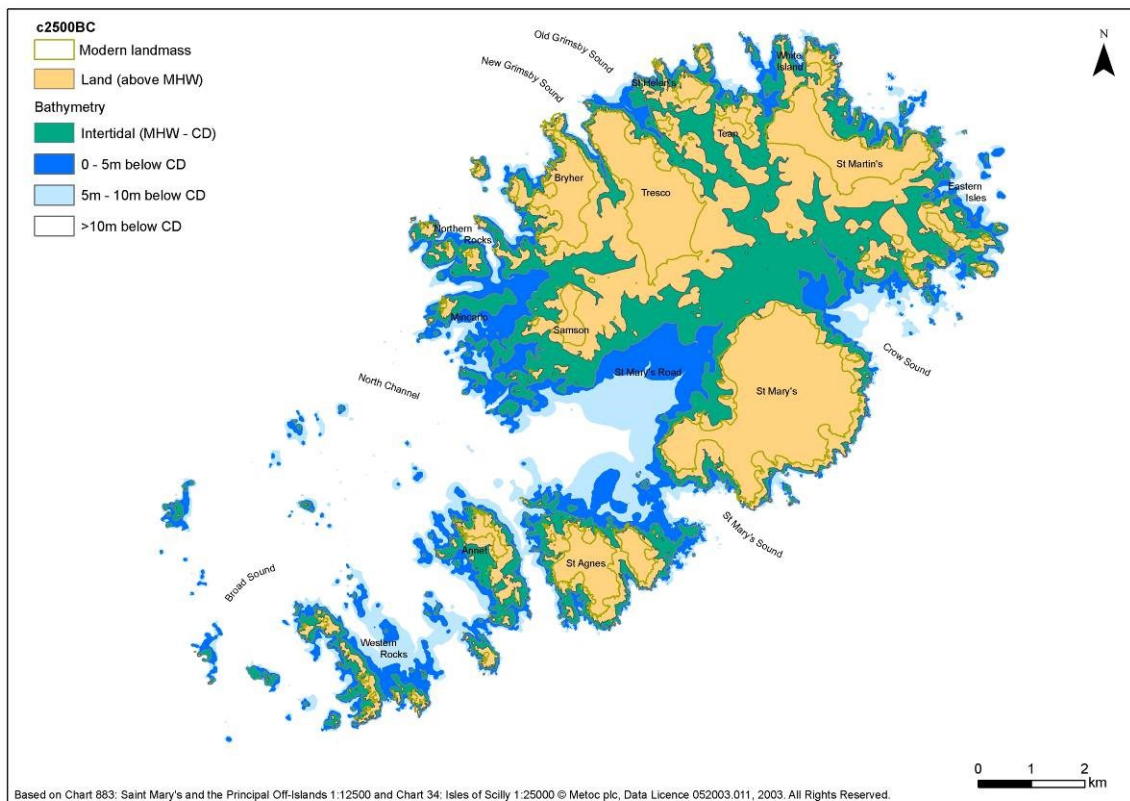 c2500BC
Modern landmass
Land (above MHW)
Bathymetry
Intertidal (MHW - CD)
0 - 5m below CD
5m - 10m below CD
>10m below CD
N
Old Grimsby Sound
New Grimsby Sound
St Helen's
White
Island
Tean
St Martin's
Bryher
Tresco
Eastern
Isles
Northern
Rocks
Mincarlo
Samson
Crow Sound
St Mary's Road
North Channel
St Mary's
St Mary's Sound
Annet
St Agnes
Broad Sound
Western
Rocks
0 1 2
km
Based on Chart 883: Saint Mary's and the Principal Off-Islands 1:12500 and Chart 34: Isles of Scilly 1:25000 © Metoc plc, Data Licence 052003.011, 2003. All Rights Reserved.